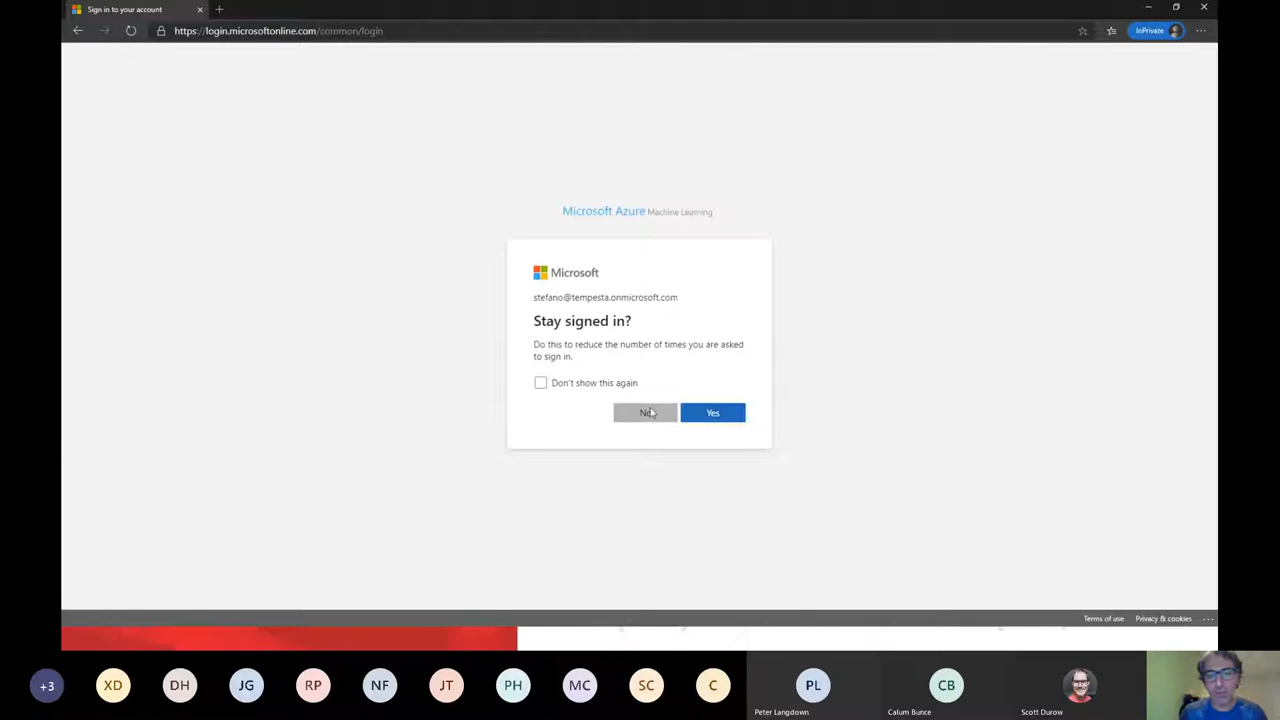 Sign in to your account
https://login.microsoftonline.com/common/login
InPrivate
Microsoft Azure Machine Learning
Microsoft
stefano@tempesta.onmicrosoft.com
Stay signed in?
Do this to reduce the number of times you are asked
to sign in.
Don't show this again
No
Yes
Terms of use
Privacy & cookies
...
+3
XD
DH
JG
RP
NF
JT
PH
MC
SC
C
PL
CB
Peter Langdown
Calum Bunce
Scott Durow